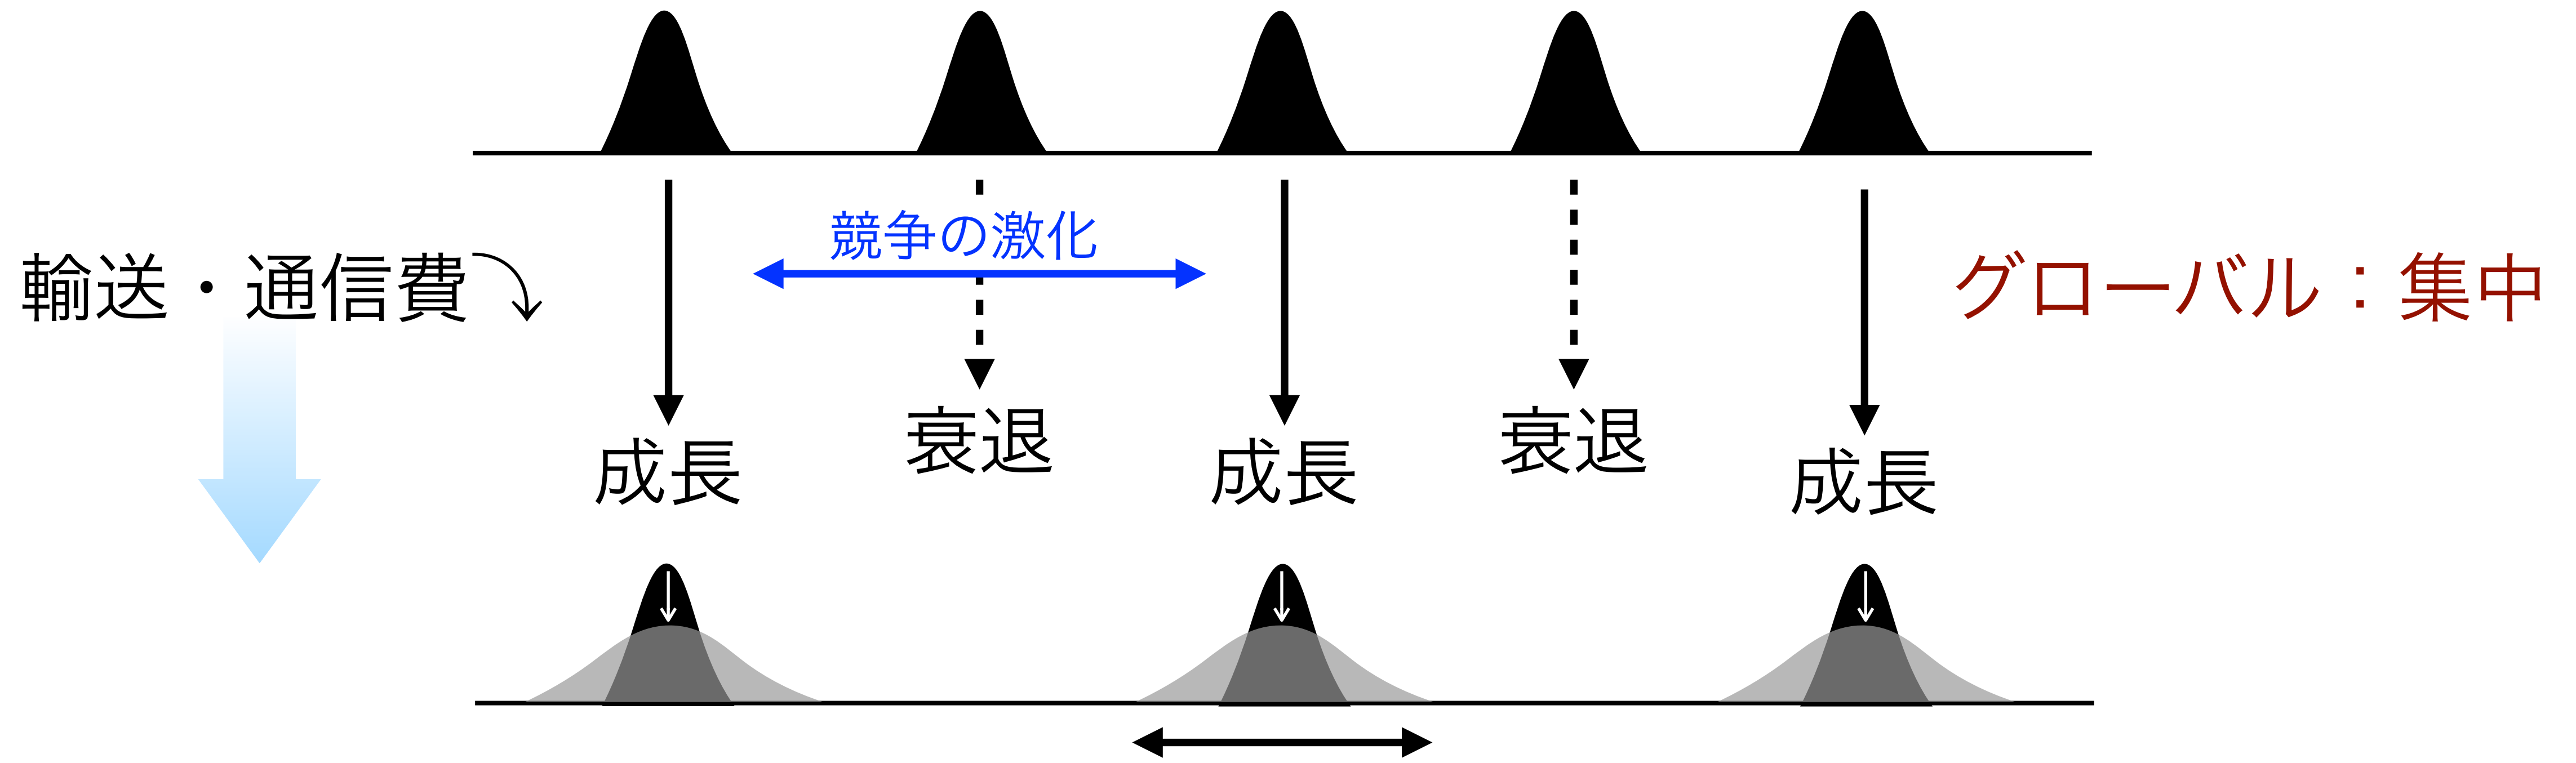 競争の激化
輸送・通信費
グローバル：集中
成長
衰退
成長
衰退
成長